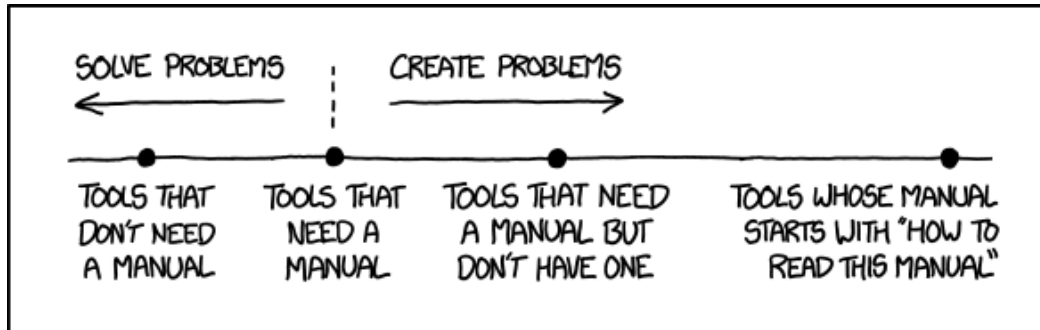 SOLVE PROBLEMS
CREATE PROBLEMS
TOOLS THAT
DON'T NEED
A MANUAL
TOOLS THAT
NEED A
MANUAL
TOOLS THAT NEED
A MANUAL BUT
DON'T HAVE ONE
TOOLS WHOSE MANUAL
STARTS WITH "HOW TO
READ THIS MANUAL"